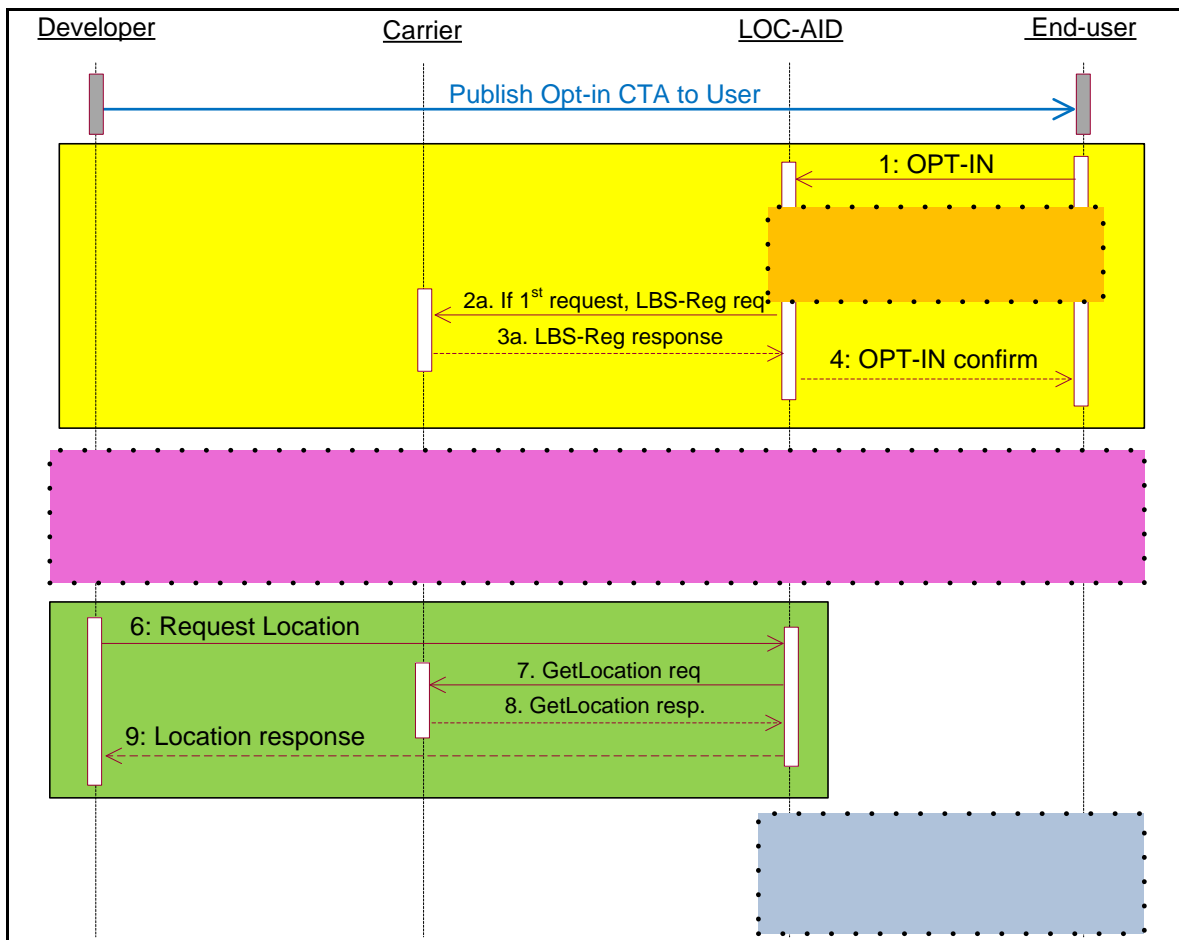 Developer Carrier LOC-AID End-user
Publish Opt-in CTA to User
1: OPT-IN
2a. If 1st request, LBS-Reg req
3a. LBS-Reg response
4: OPT-IN confirm
6: Request Location
7. GetLocation req
8. GetLocation resp.
9: Location response